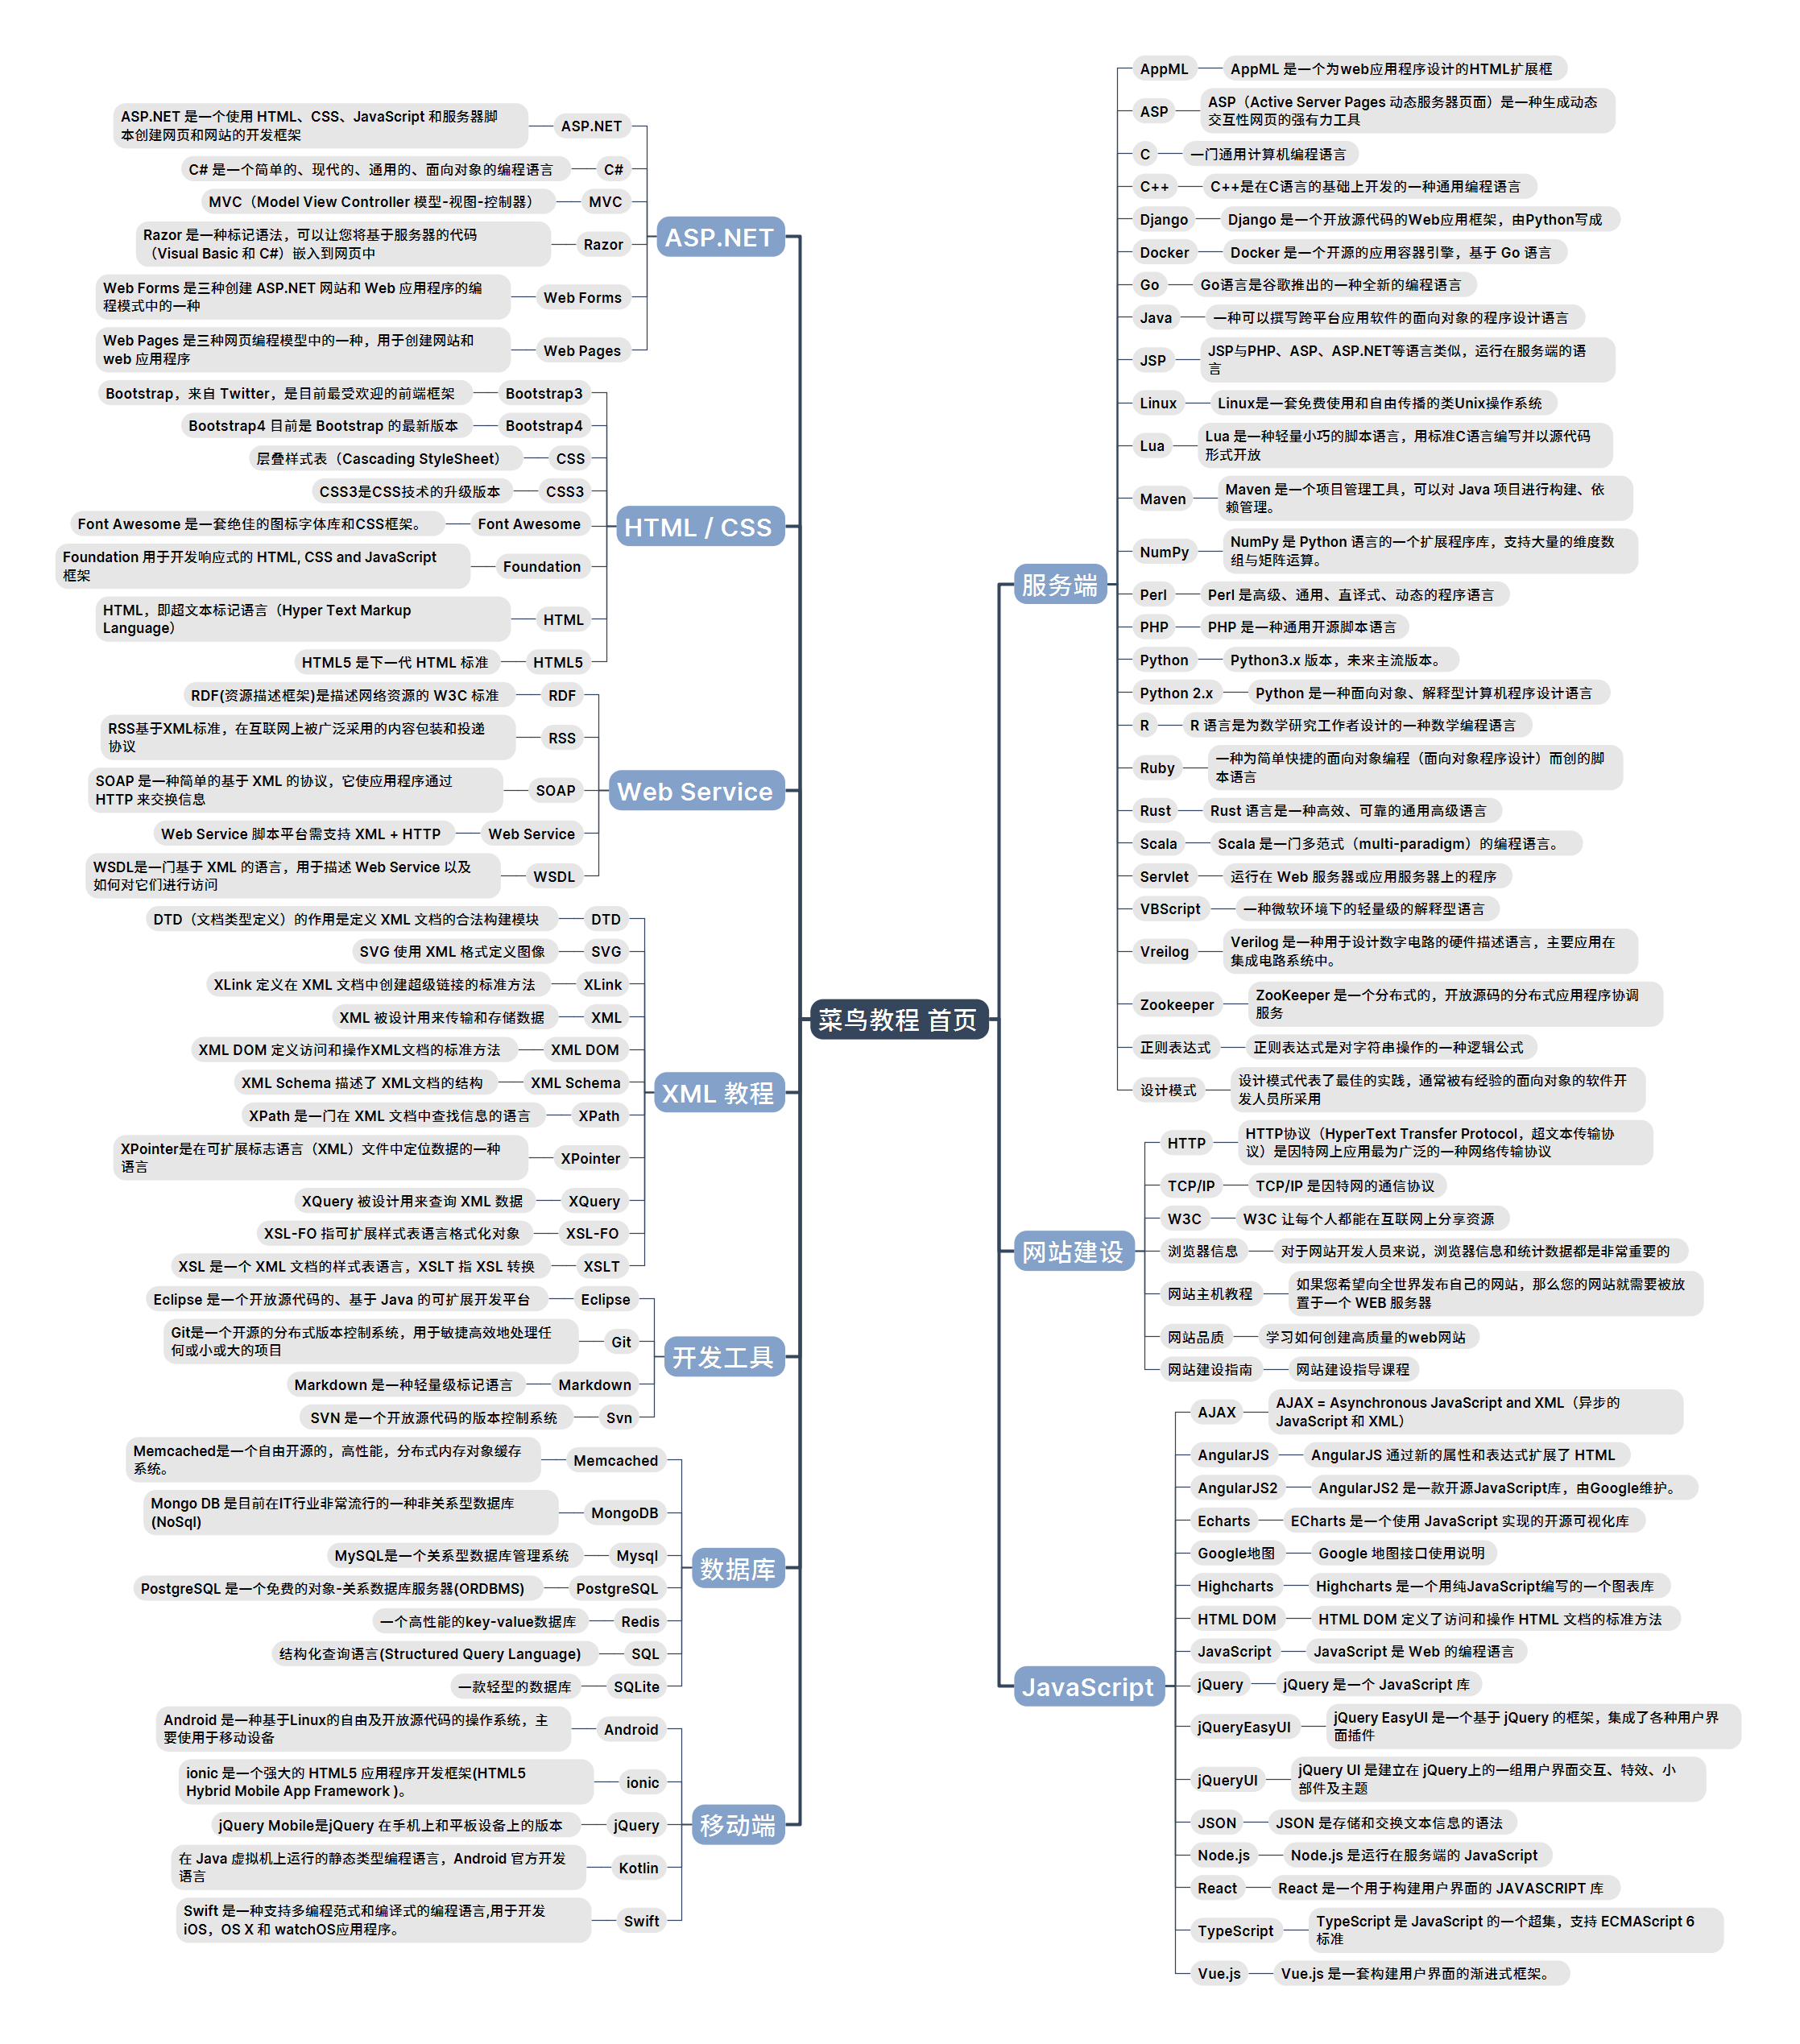 菜鸟教程 首页
服务端
AppML
AppML 是一个为web应用程序设计的HTML扩展框
ASP
ASP（Active Server Pages 动态服务器页面）是一种生成动态
交互性网页的强有力工具
C
一门通用计算机编程语言
C++
C++是在C语言的基础上开发的一种通用编程语言
Django
Django 是一个开放源代码的Web应用框架，由Python写成
Docker
Docker 是一个开源的应用容器引擎，基于 Go 语言
Go
Go语言是谷歌推出的一种全新的编程语言
Java
一种可以撰写跨平台应用软件的面向对象的程序设计语言
JSP
JSP与PHP、ASP、ASP.NET等语言类似，运行在服务端的语
言
Linux
Linux是一套免费使用和自由传播的类Unix操作系统
Lua
Lua 是一种轻量小巧的脚本语言，用标准C语言编写并以源代码
形式开放
Maven
Maven 是一个项目管理工具，可以对 Java 项目进行构建、依
赖管理。
NumPy
NumPy 是 Python 语言的一个扩展程序库，支持大量的维度数
组与矩阵运算。
Perl
Perl 是高级、通用、直译式、动态的程序语言
PHP
PHP 是一种通用开源脚本语言
Python
Python3.x 版本，未来主流版本。
Python 2.x
Python 是一种面向对象、解释型计算机程序设计语言
R
R 语言是为数学研究工作者设计的一种数学编程语言
Ruby
一种为简单快捷的面向对象编程（面向对象程序设计）而创的脚
本语言
Rust
Rust 语言是一种高效、可靠的通用高级语言
Scala
Scala 是一门多范式（multi-paradigm）的编程语言。
Servlet
运行在 Web 服务器或应用服务器上的程序
VBScript
一种微软环境下的轻量级的解释型语言
Vreilog
Verilog 是一种用于设计数字电路的硬件描述语言，主要应用在
集成电路系统中。
Zookeeper
ZooKeeper 是一个分布式的，开放源码的分布式应用程序协调
服务
正则表达式
正则表达式是对字符串操作的一种逻辑公式
设计模式
设计模式代表了最佳的实践，通常被有经验的面向对象的软件开
发人员所采用
网站建设
HTTP
HTTP协议（HyperText Transfer Protocol，超文本传输协
议）是因特网上应用最为广泛的一种网络传输协议
TCP/IP
TCP/IP 是因特网的通信协议
W3C
W3C 让每个人都能在互联网上分享资源
浏览器信息
对于网站开发人员来说，浏览器信息和统计数据都是非常重要的
网站主机教程
如果您希望向全世界发布自己的网站，那么您的网站就需要被放
置于一个 WEB 服务器
网站品质
学习如何创建高质量的web网站
网站建设指南
网站建设指导课程
JavaScript
AJAX
AJAX = Asynchronous JavaScript and XML（异步的
JavaScript 和 XML）
AngularJS
AngularJS 通过新的属性和表达式扩展了 HTML
AngularJS2
AngularJS2 是一款开源JavaScript库，由Google维护。
Echarts
ECharts 是一个使用 JavaScript 实现的开源可视化库
Google地图
Google 地图接口使用说明
Highcharts
Highcharts 是一个用纯JavaScript编写的一个图表库
HTML DOM
HTML DOM 定义了访问和操作 HTML 文档的标准方法
JavaScript
JavaScript 是 Web 的编程语言
jQuery
jQuery 是一个 JavaScript 库
jQueryEasyUI
jQuery EasyUI 是一个基于 jQuery 的框架，集成了各种用户界
面插件
jQueryUI
jQuery UI 是建立在 jQuery上的一组用户界面交互、特效、小
部件及主题
JSON
JSON 是存储和交换文本信息的语法
Node.js
Node.js 是运行在服务端的 JavaScript
React
React 是一个用于构建用户界面的 JAVASCRIPT 库
TypeScript
TypeScript 是 JavaScript 的一个超集，支持 ECMAScript 6
标准
Vue.js
Vue.js 是一套构建用户界面的渐进式框架。
ASP.NET
ASP.NET
ASP.NET 是一个使用 HTML、CSS、JavaScript 和服务器脚
本创建网页和网站的开发框架
C#
C# 是一个简单的、现代的、通用的、面向对象的编程语言
MVC
MVC（Model View Controller 模型-视图-控制器）
Razor
Razor 是一种标记语法，可以让您将基于服务器的代码
（Visual Basic 和 C#）嵌入到网页中
Web Forms
Web Forms 是三种创建 ASP.NET 网站和 Web 应用程序的编
程模式中的一种
Web Pages
Web Pages 是三种网页编程模型中的一种，用于创建网站和
web 应用程序
HTML / CSS
Bootstrap3
Bootstrap，来自 Twitter，是目前最受欢迎的前端框架
Bootstrap4
Bootstrap4 目前是 Bootstrap 的最新版本
CSS
层叠样式表（Cascading StyleSheet）
CSS3
CSS3是CSS技术的升级版本
Font Awesome
Font Awesome 是一套绝佳的图标字体库和CSS框架。
Foundation
Foundation 用于开发响应式的 HTML, CSS and JavaScript
框架
HTML
HTML，即超文本标记语言（Hyper Text Markup
Language）
HTML5
HTML5 是下一代 HTML 标准
Web Service
RDF
RDF(资源描述框架)是描述网络资源的 W3C 标准
RSS
RSS基于XML标准，在互联网上被广泛采用的内容包装和投递
协议
SOAP
SOAP 是一种简单的基于 XML 的协议，它使应用程序通过
HTTP 来交换信息
Web Service
Web Service 脚本平台需支持 XML + HTTP
WSDL
WSDL是一门基于 XML 的语言，用于描述 Web Service 以及
如何对它们进行访问
XML 教程
DTD
DTD（文档类型定义）的作用是定义 XML 文档的合法构建模块
SVG
SVG 使用 XML 格式定义图像
XLink
XLink 定义在 XML 文档中创建超级链接的标准方法
XML
XML 被设计用来传输和存储数据
XML DOM
XML DOM 定义访问和操作XML文档的标准方法
XML Schema
XML Schema 描述了 XML文档的结构
XPath
XPath 是一门在 XML 文档中查找信息的语言
XPointer
XPointer是在可扩展标志语言（XML）文件中定位数据的一种
语言
XQuery
XQuery 被设计用来查询 XML 数据
XSL-FO
XSL-FO 指可扩展样式表语言格式化对象
XSLT
XSL 是一个 XML 文档的样式表语言，XSLT 指 XSL 转换
开发工具
Eclipse
Eclipse 是一个开放源代码的、基于 Java 的可扩展开发平台
Git
Git是一个开源的分布式版本控制系统，用于敏捷高效地处理任
何或小或大的项目
Markdown
Markdown 是一种轻量级标记语言
Svn
SVN 是一个开放源代码的版本控制系统
数据库
Memcached
Memcached是一个自由开源的，高性能，分布式内存对象缓存
系统。
MongoDB
Mongo DB 是目前在IT行业非常流行的一种非关系型数据库
(NoSql)
Mysql
MySQL是一个关系型数据库管理系统
PostgreSQL
PostgreSQL 是一个免费的对象-关系数据库服务器(ORDBMS)
Redis
一个高性能的key-value数据库
SQL
结构化查询语言(Structured Query Language)
SQLite
一款轻型的数据库
移动端
Android
Android 是一种基于Linux的自由及开放源代码的操作系统，主
要使用于移动设备
ionic
ionic 是一个强大的 HTML5 应用程序开发框架(HTML5
Hybrid Mobile App Framework )。
jQuery
jQuery Mobile是jQuery 在手机上和平板设备上的版本
Kotlin
在 Java 虚拟机上运行的静态类型编程语言，Android 官方开发
语言
Swift
Swift 是一种支持多编程范式和编译式的编程语言,用于开发
iOS，OS X 和 watchOS应用程序。